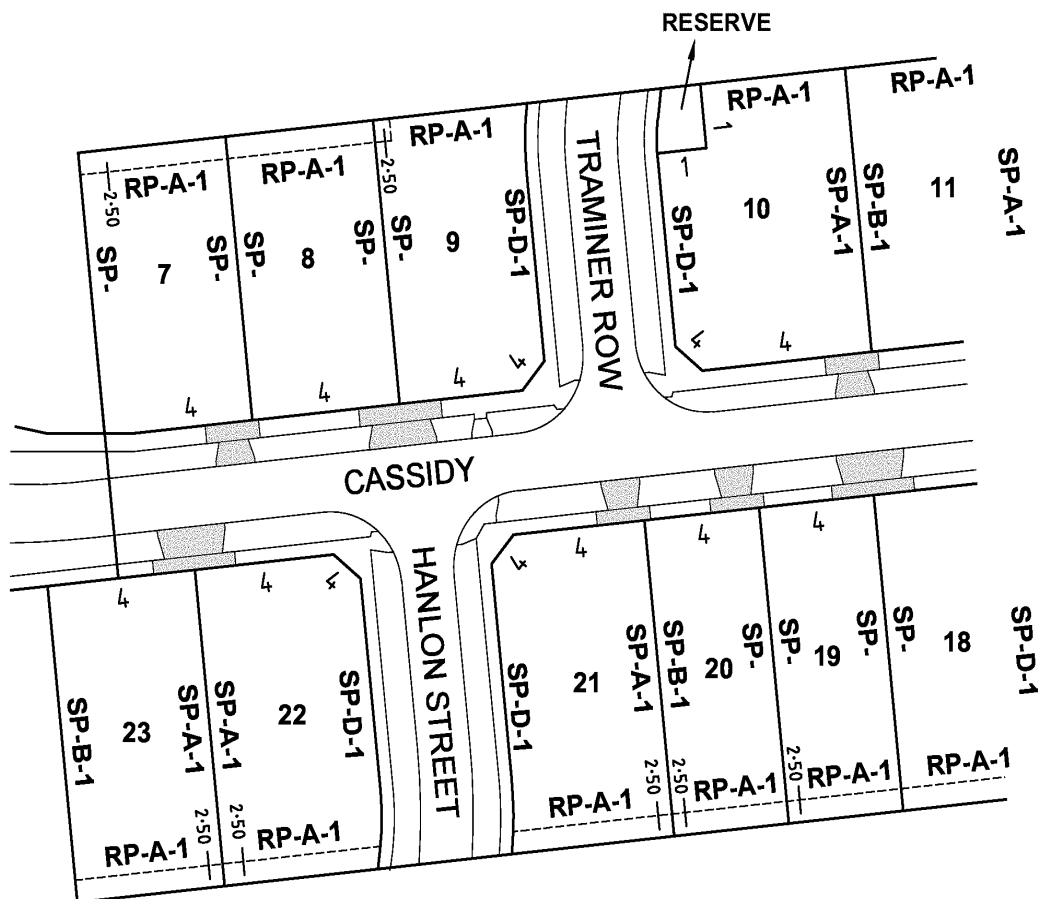 RESERVE
RP-A-1
RP-A-1
RP-A-1
RP-A-1
RP-A-1
2·50
2·50
1
1
TRAMINER ROW
SP-
7
SP-
SP-
8
SP-
SP-
9
SP-D-1
SP-D-1
10
SP-A-1
SP-B-1
11
SP-A-1
4
4
4
4
4
4
CASSIDY
HANLON STREET
4
4
4
4
4
4
4
SP-B-1
23
SP-A-1
SP-A-1
22
SP-D-1
SP-D-1
21
SP-A-1
SP-B-1
20
SP-
SP-
19
SP-
SP-
18
SP-D-1
2·50
2·50
2·50
2·50
2·50
RP-A-1
RP-A-1
RP-A-1
RP-A-1
RP-A-1
RP-A-1